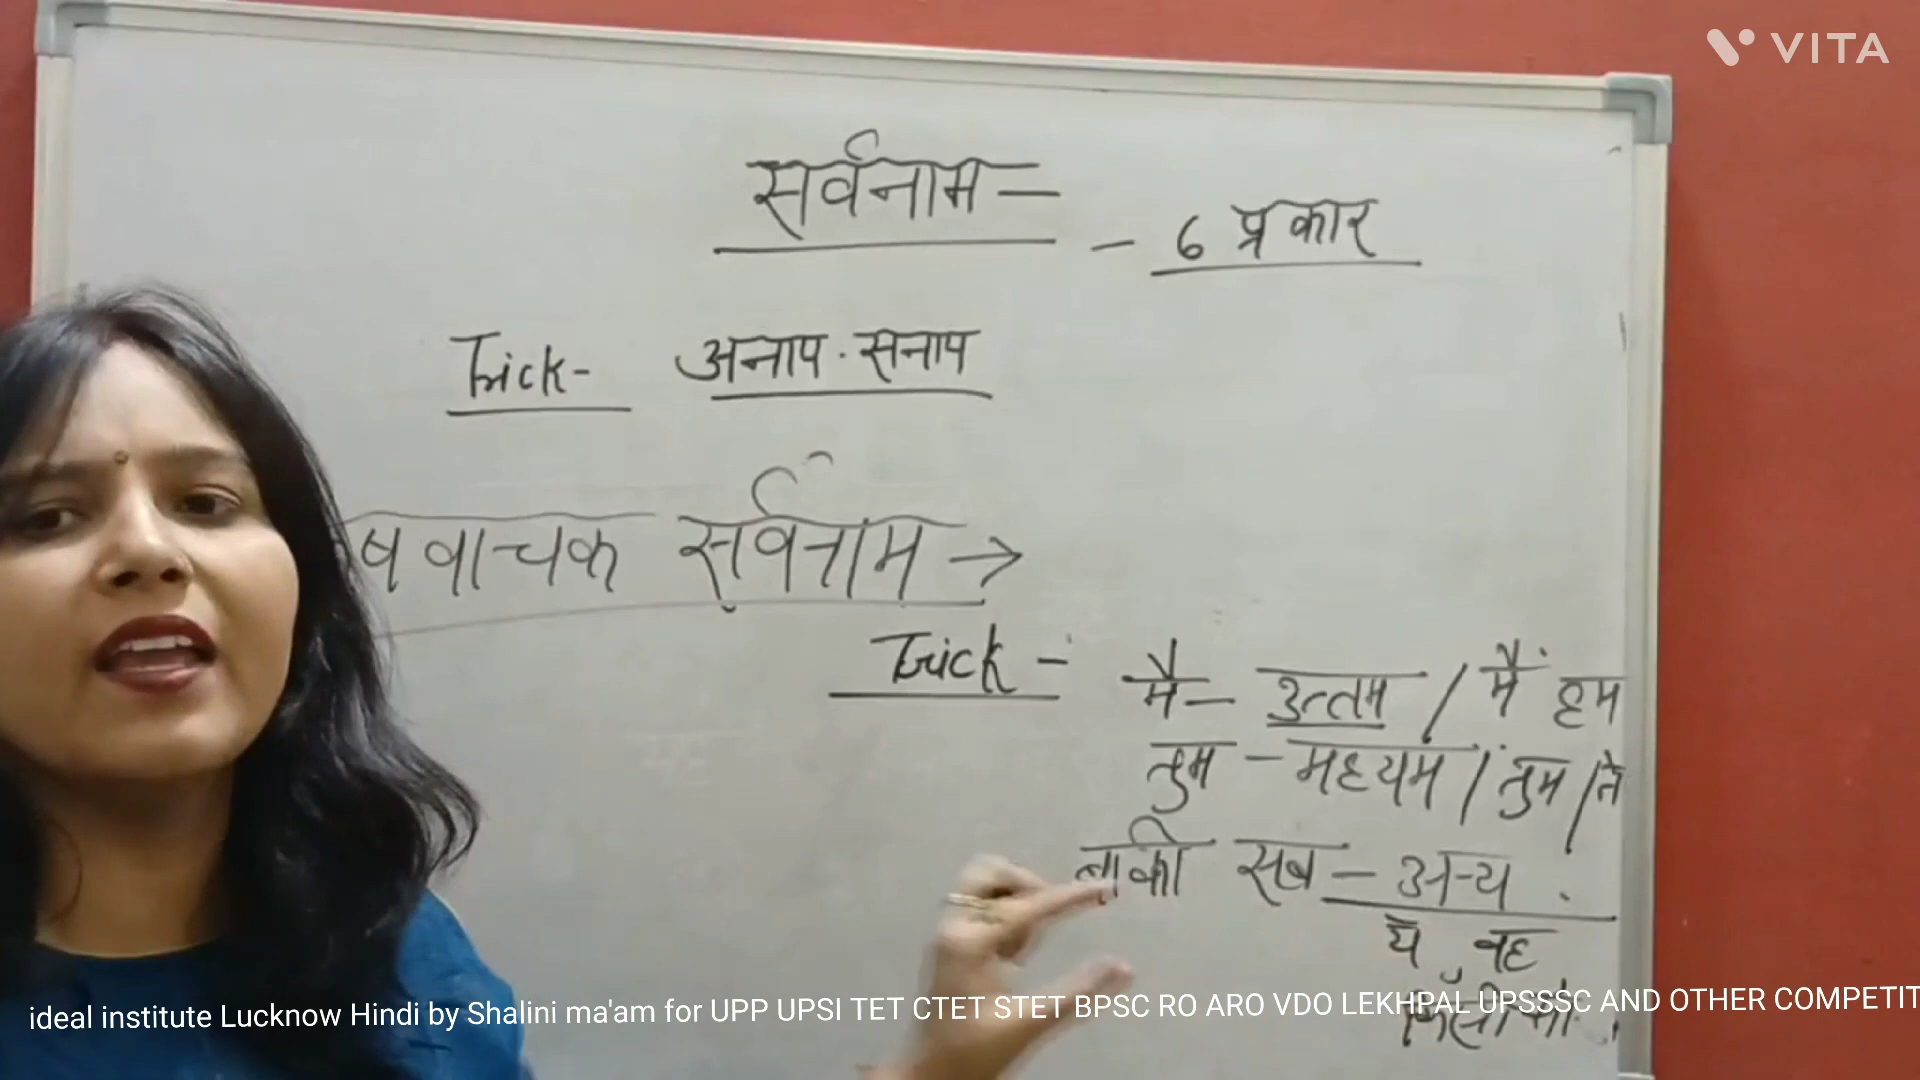 VITA
सर्वनाम —
— 6 प्रकार
Trick- अनाप · सनाप
षवाचक सर्वनाम →
Trick - मै — उत्तम / मैं हम
तुम — मध्यम / तुम / ते
बाकी सब — अन्य .
ये, वह
ideal institute Lucknow Hindi by Shalini ma'am for UPP UPSI TET CTET STET BPSC RO ARO VDO LEKHPAL UPSSSC AND OTHER COMPETIT